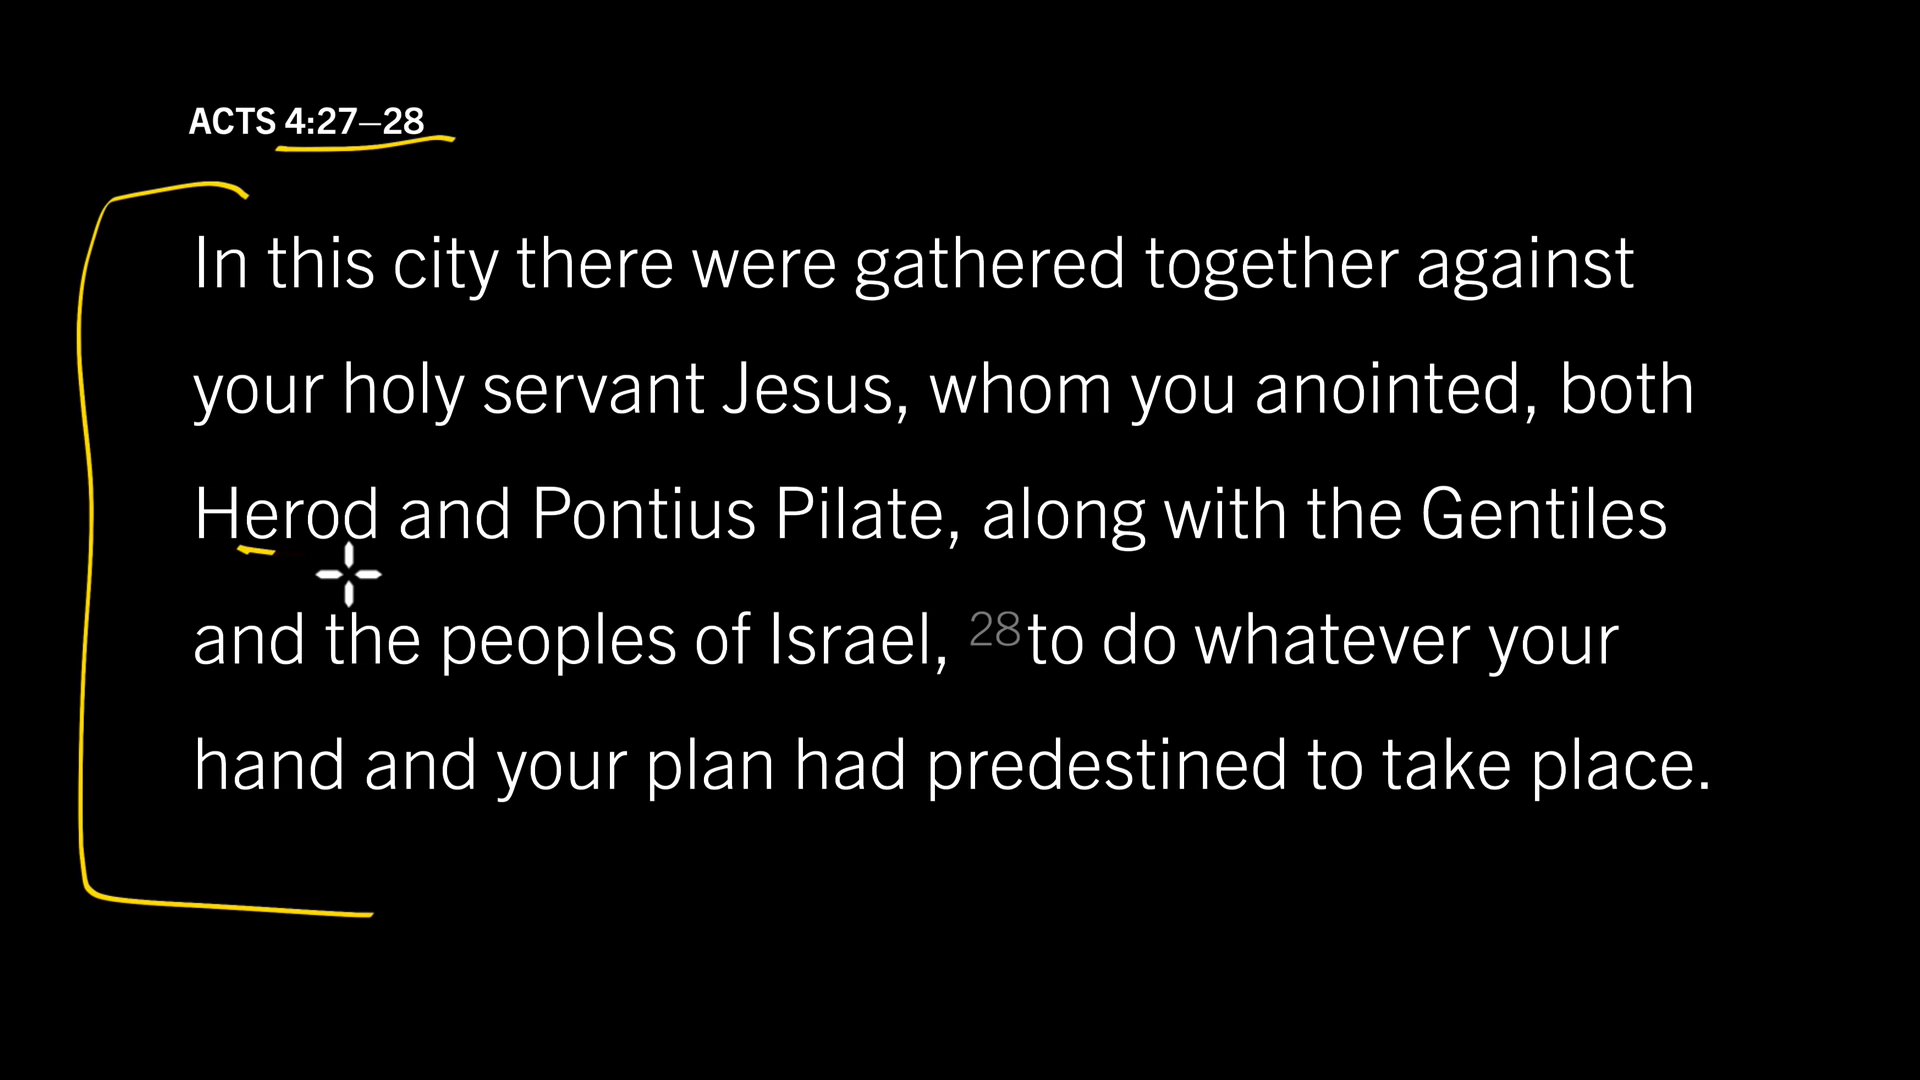 ACTS 4:27–28
In this city there were gathered together against
your holy servant Jesus, whom you anointed, both
Herod and Pontius Pilate, along with the Gentiles
and the peoples of Israel, 28 to do whatever your
hand and your plan had predestined to take place.